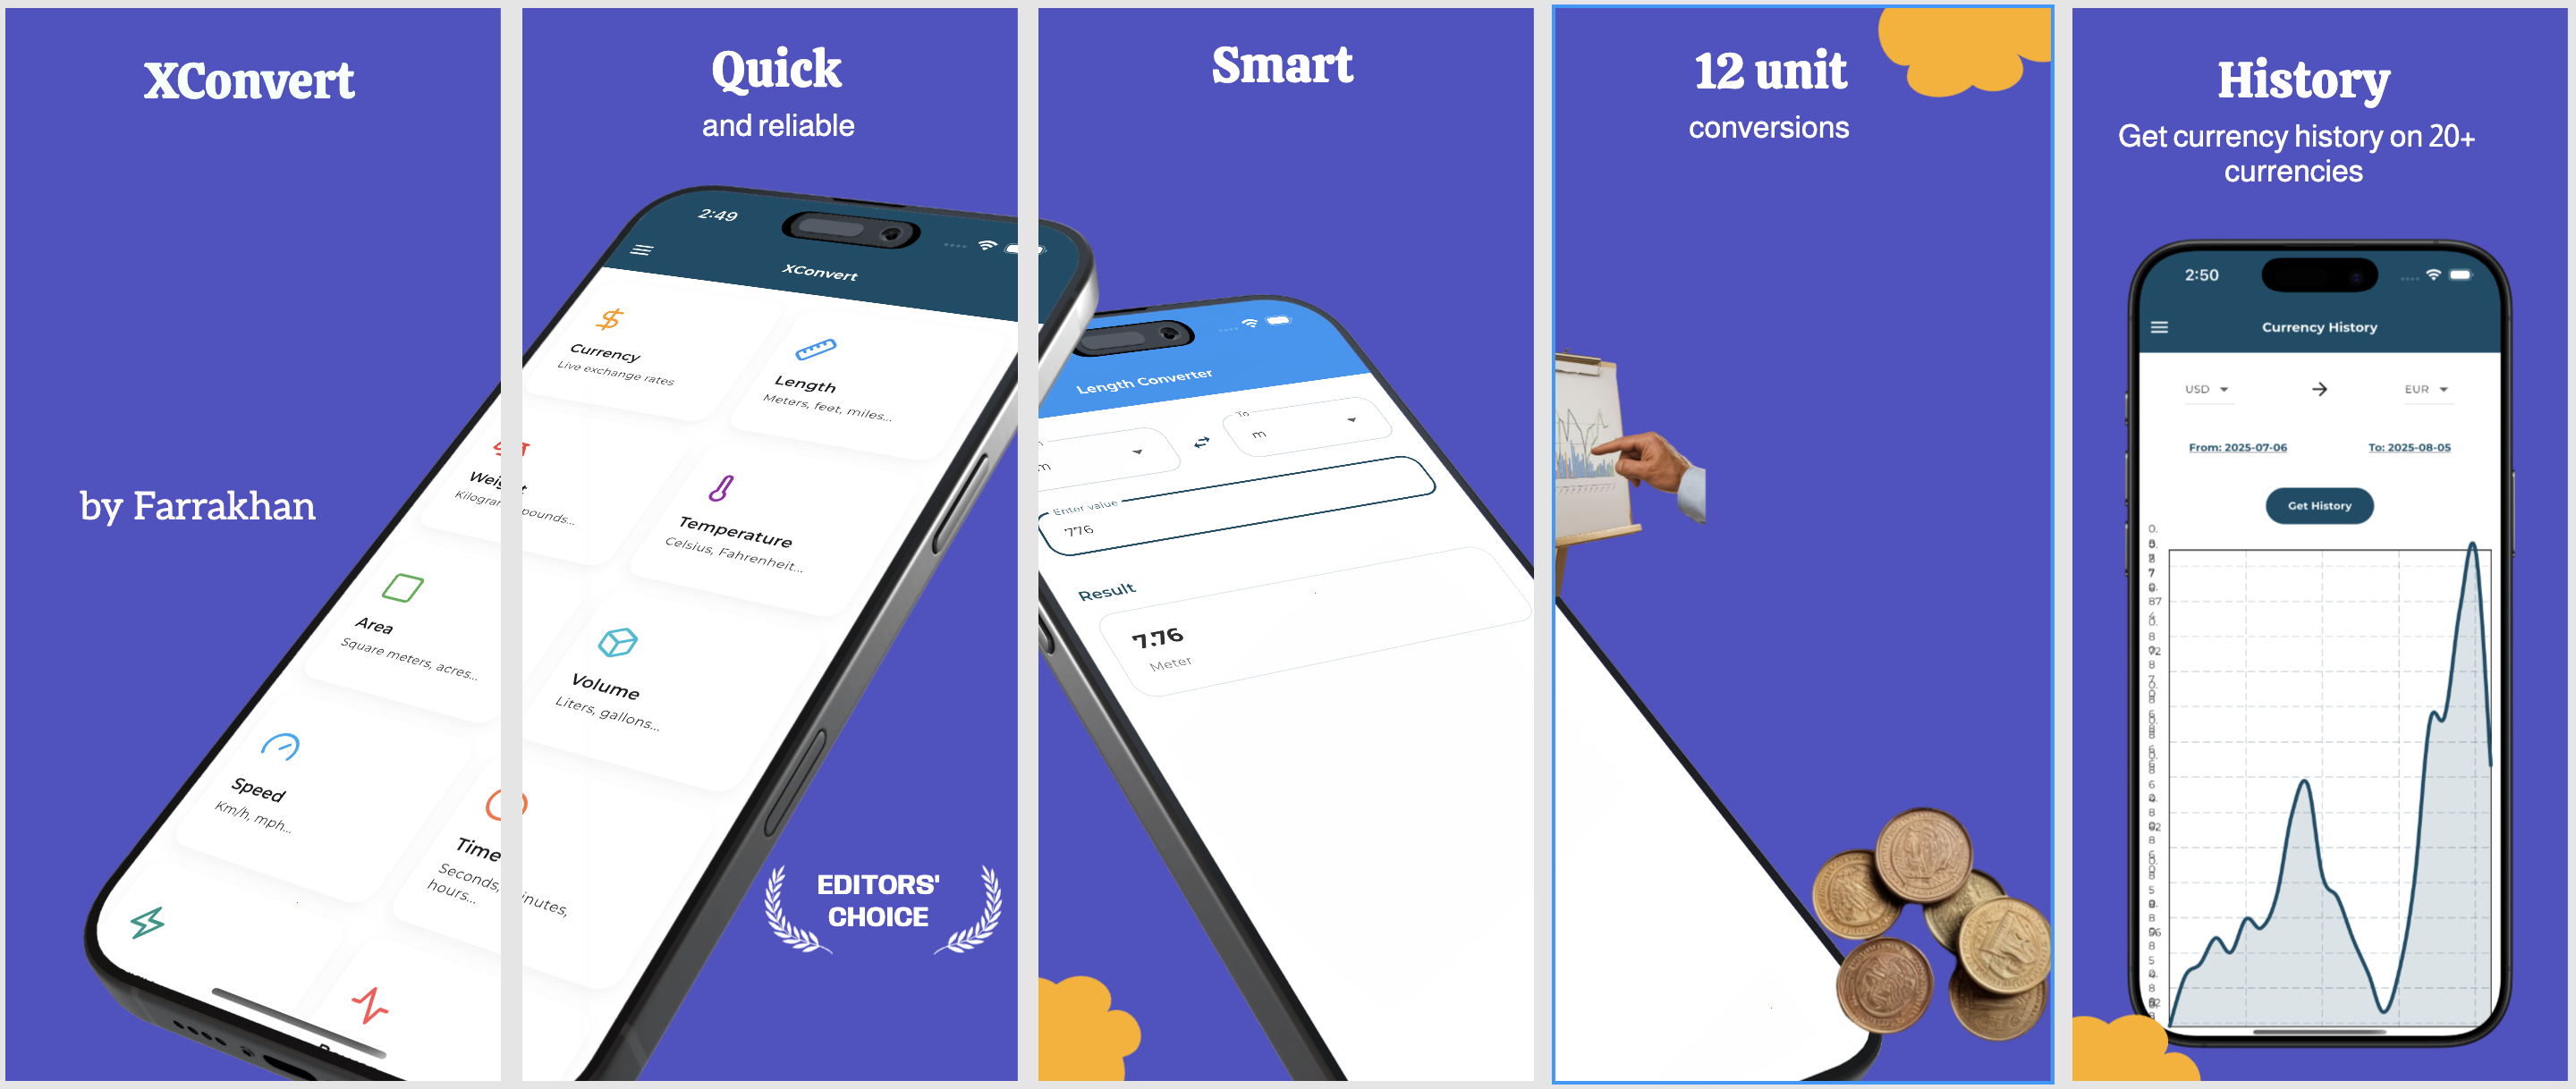 XConvert
by Farrakhan
Quick
and reliable
2:49
XConvert
Currency
Live exchange rates
Length
Meters, feet, miles...
Weight
Kilogram pounds...
Temperature
Celsius, Fahrenheit...
Area
Square meters, acres...
Volume
Liters, gallons...
Speed
Km/h, mph...
Time
Seconds, inutes,
hours...
EDITORS'
CHOICE
Smart
Length Converter
To
m
Enter value
776
Result
7.76
Meter
12 unit
conversions
History
Get currency history on 20+
currencies
2:50
Currency History
USD
EUR
From: 2025-07-06
To: 2025-08-05
Get History